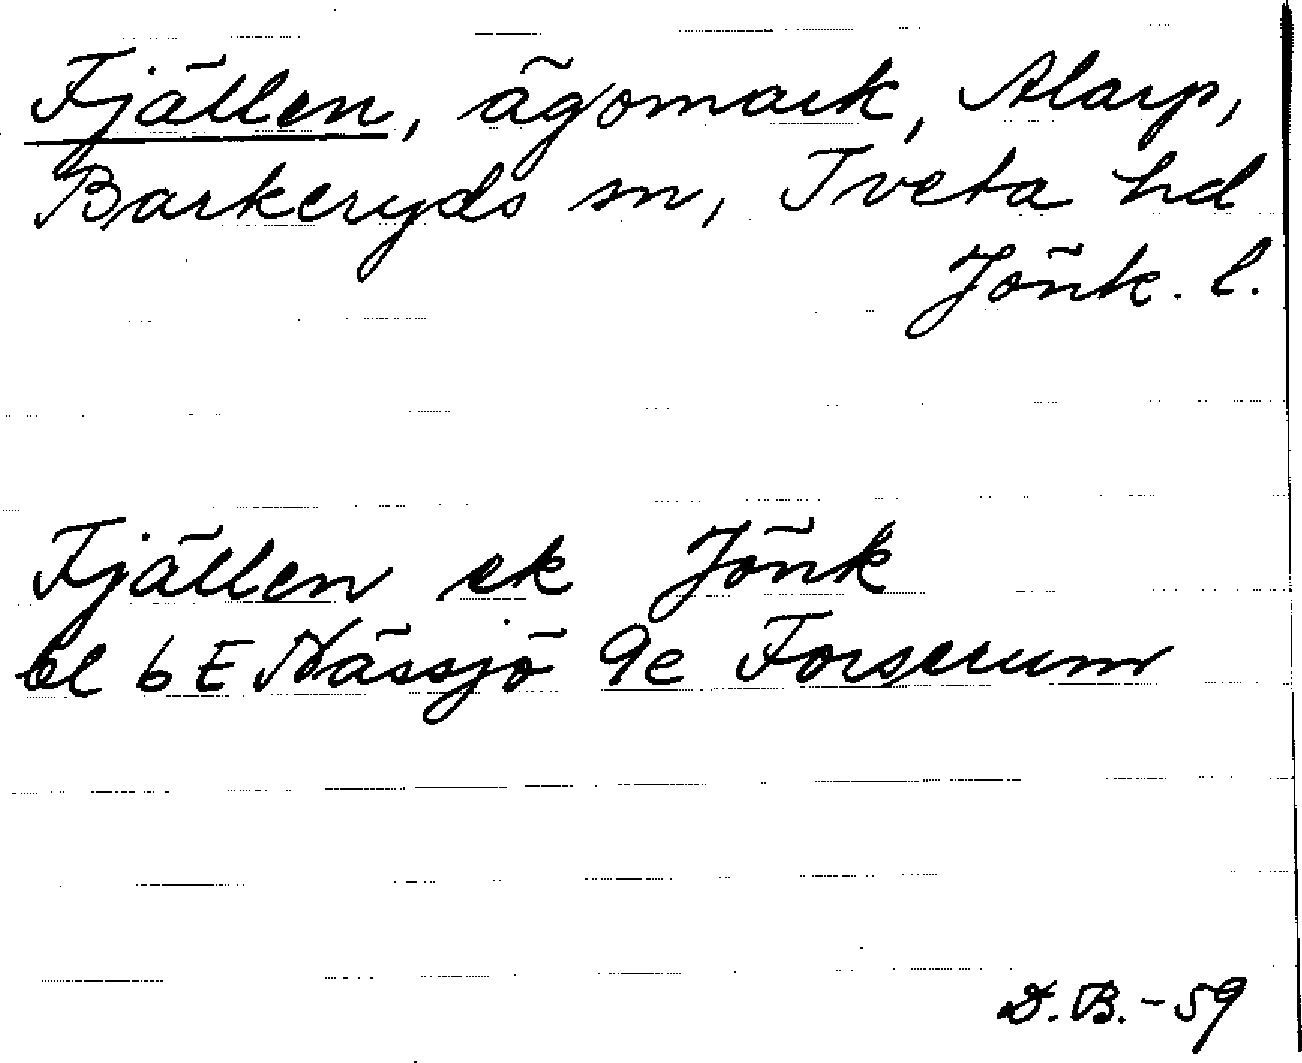 Fjällen, ägomark, Alarp,
Barkeryds sn, Tveta hd
Jönk. l.
Fjällen ek Jönk
bl 6 E Nässjö 9e Forserum
D.B. - 59